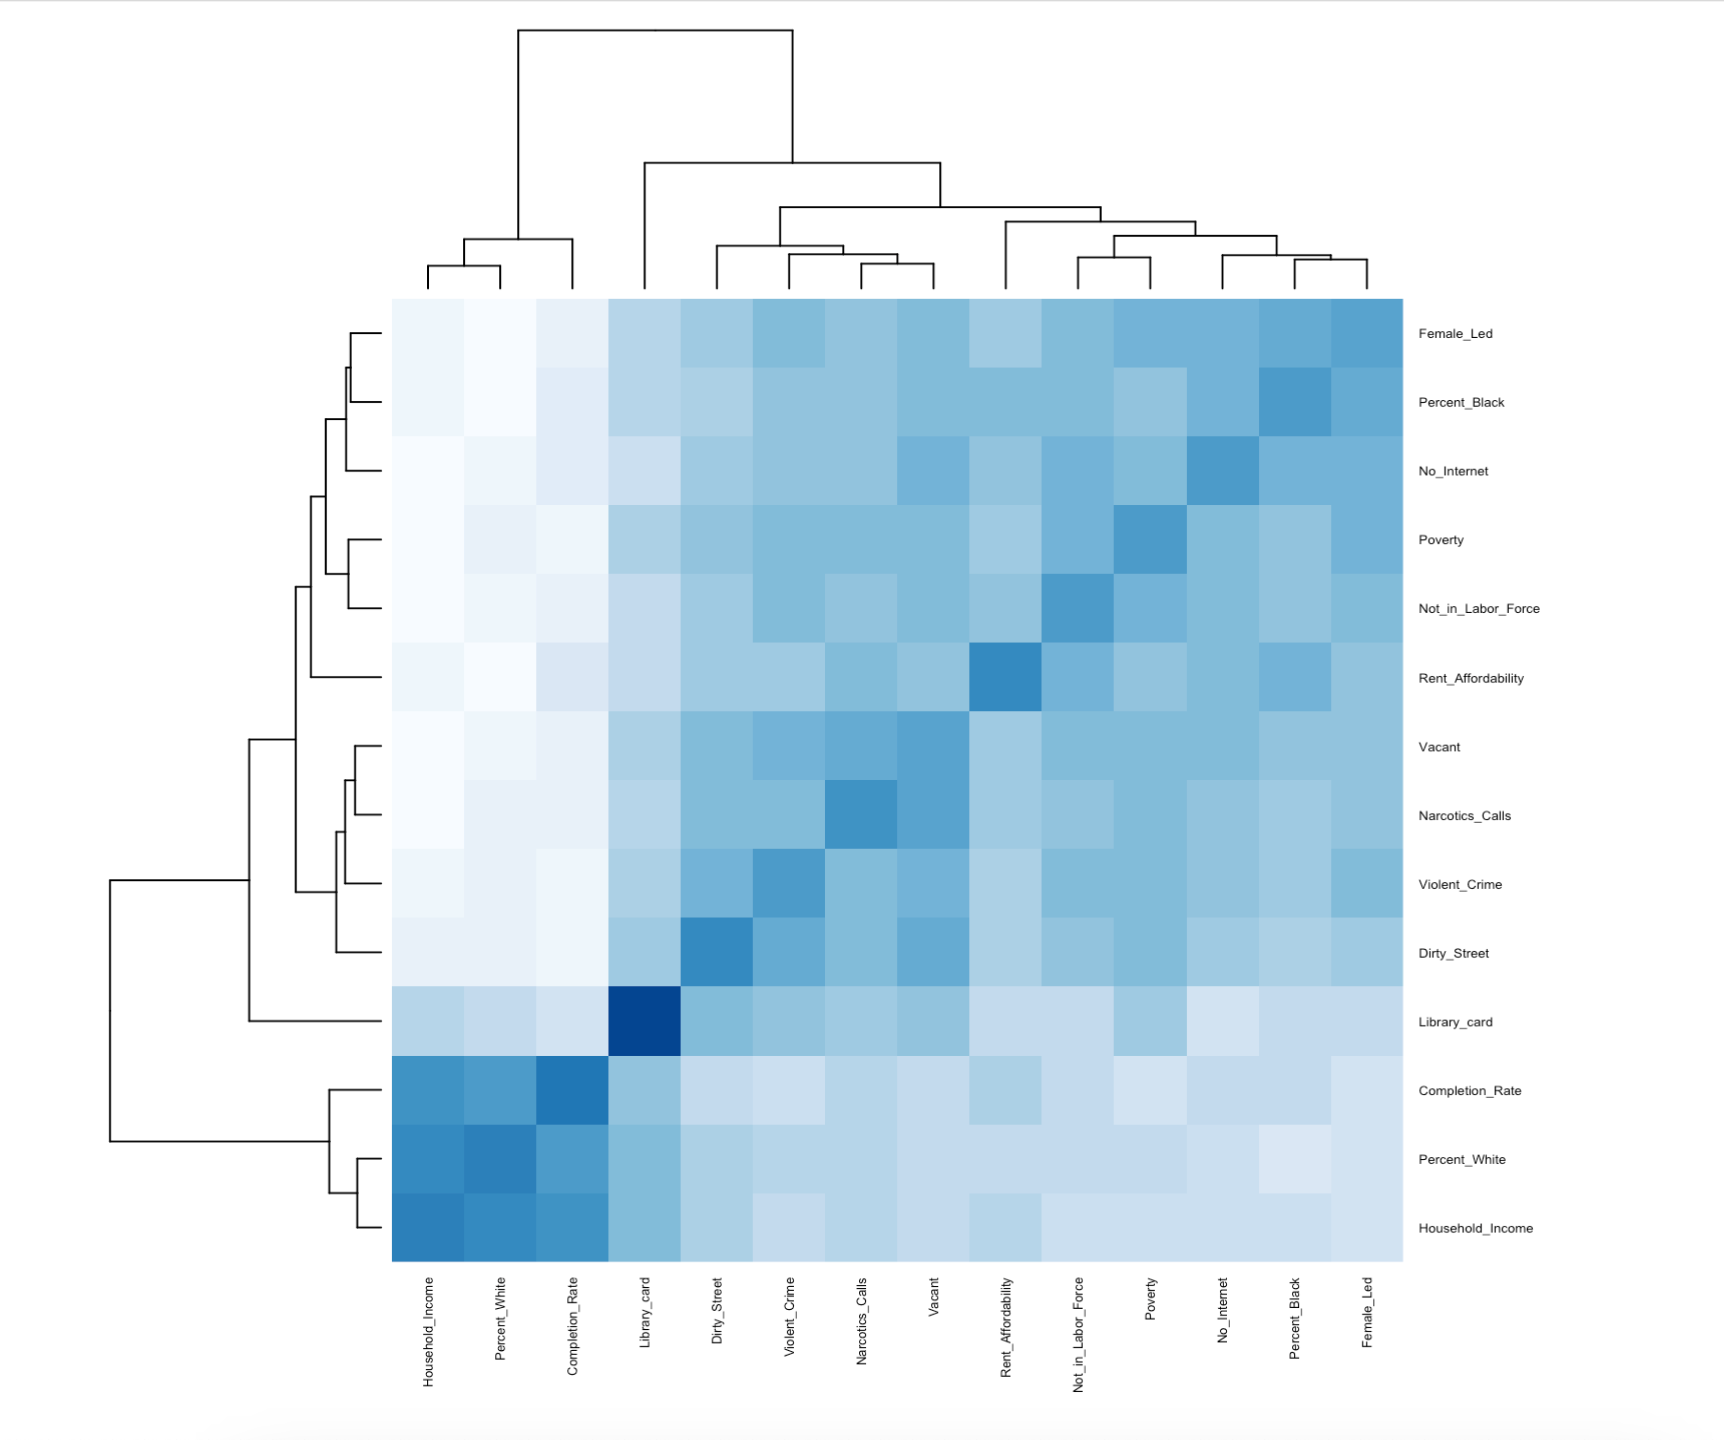 Female_Led
Percent_Black
No_Internet
Poverty
Not_in_Labor_Force
Rent_Affordability
Vacant
Narcotics_Calls
Violent_Crime
Dirty_Street
Library_card
Completion_Rate
Percent_White
Household_Income
Household_Income
Percent_White
Completion_Rate
Library_card
Dirty_Street
Violent_Crime
Narcotics_Calls
Vacant
Rent_Affordability
Not_in_Labor_Force
Poverty
No_Internet
Percent_Black
Female_Led